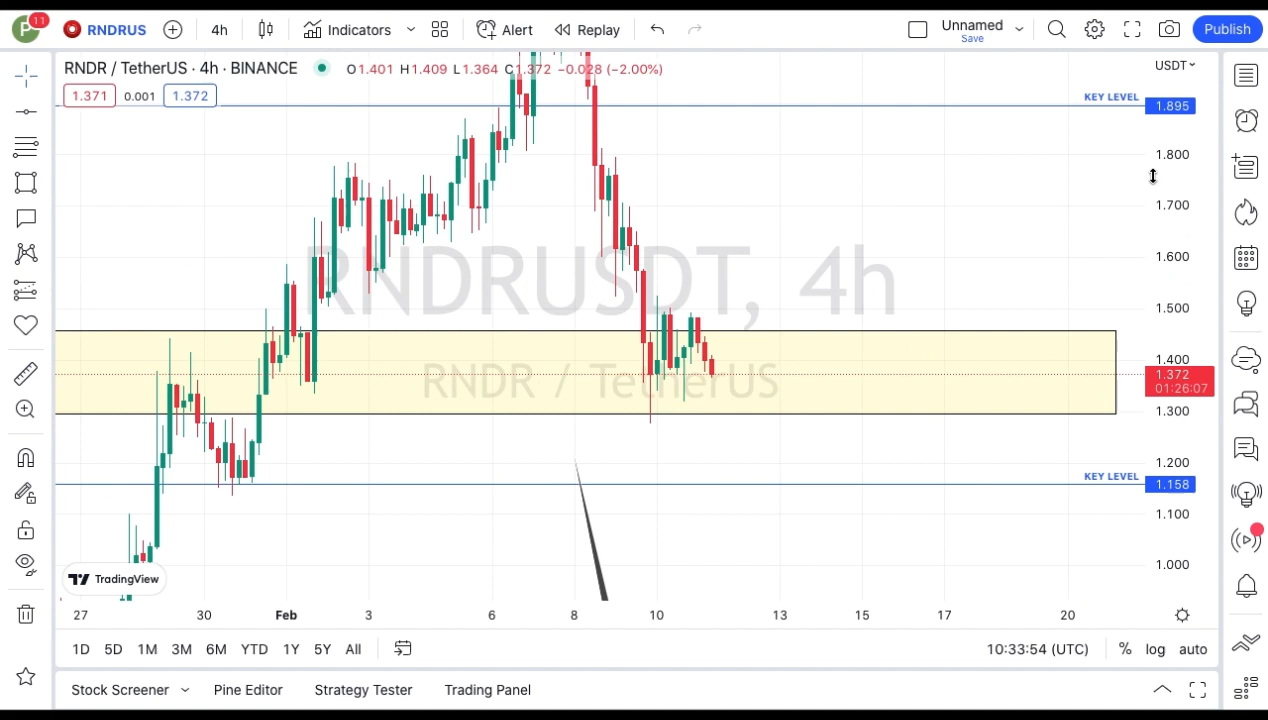 P 11 RNDRUS 4h Indicators Alert Replay Unnamed Save Publish
RNDR / TetherUS · 4h · BINANCE O1.401 H1.409 L1.364 C1.372 −0.028 (−2.00%) USDT
1.371 0.001 1.372
KEY LEVEL 1.895
1.800
1.700
1.600
RNDRUSDT, 4h
1.500
1.400
RNDR / TetherUS 1.372
01:26:07
1.300
1.200
KEY LEVEL 1.158
1.100
1.000
TradingView
27 30 Feb 3 6 8 10 13 15 17 20
1D 5D 1M 3M 6M YTD 1Y 5Y All 10:33:54 (UTC) % log auto
Stock Screener Pine Editor Strategy Tester Trading Panel